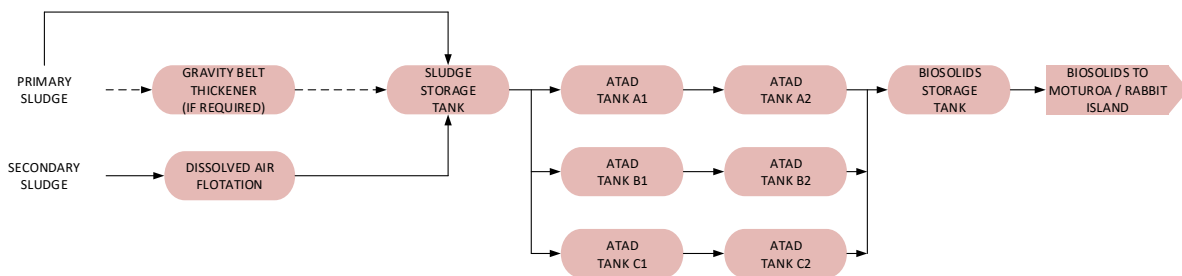 PRIMARY
SLUDGE
GRAVITY BELT
THICKENER
(IF REQUIRED)
SLUDGE
STORAGE
TANK
ATAD
TANK A1
ATAD
TANK A2
BIOSOLIDS
STORAGE
TANK
BIOSOLIDS TO
MOTUROA / RABBIT
ISLAND
SECONDARY
SLUDGE
DISSOLVED AIR
FLOTATION
ATAD
TANK B1
ATAD
TANK B2
ATAD
TANK C1
ATAD
TANK C2